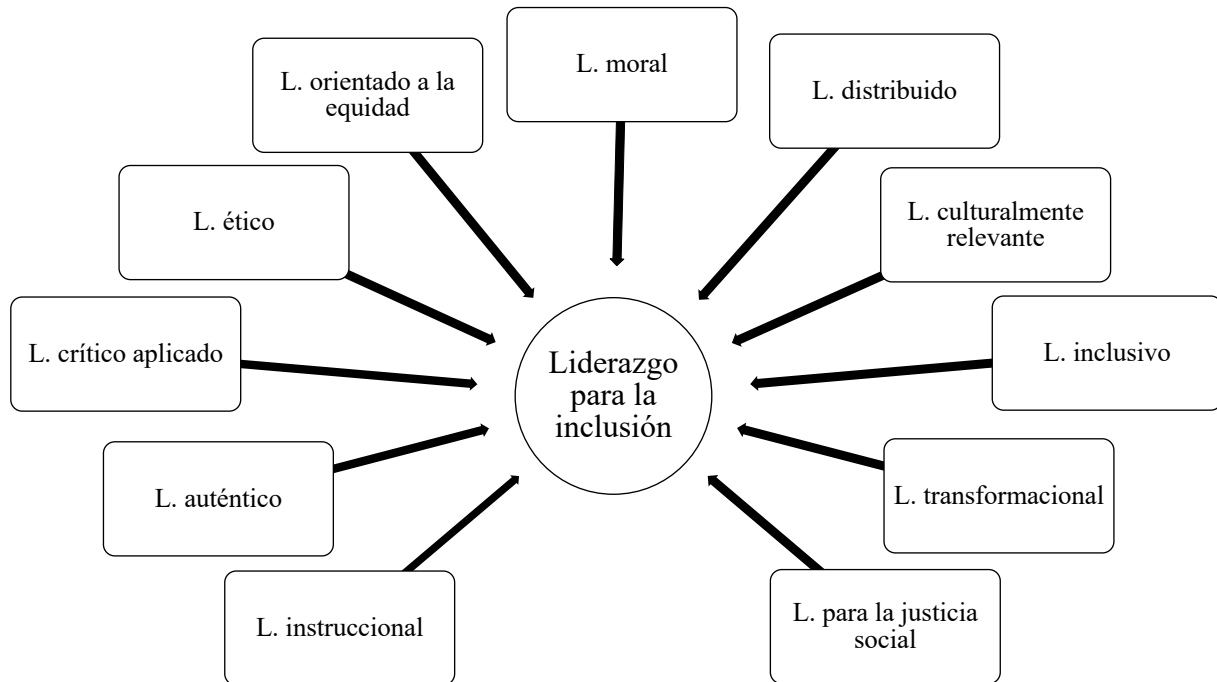 L. moral
L. orientado a la
equidad
L. distribuido
L. ético
L. culturalmente
relevante
L. crítico aplicado
L. inclusivo
Liderazgo
para la
inclusión
L. auténtico
L. transformacional
L. instruccional
L. para la justicia
social